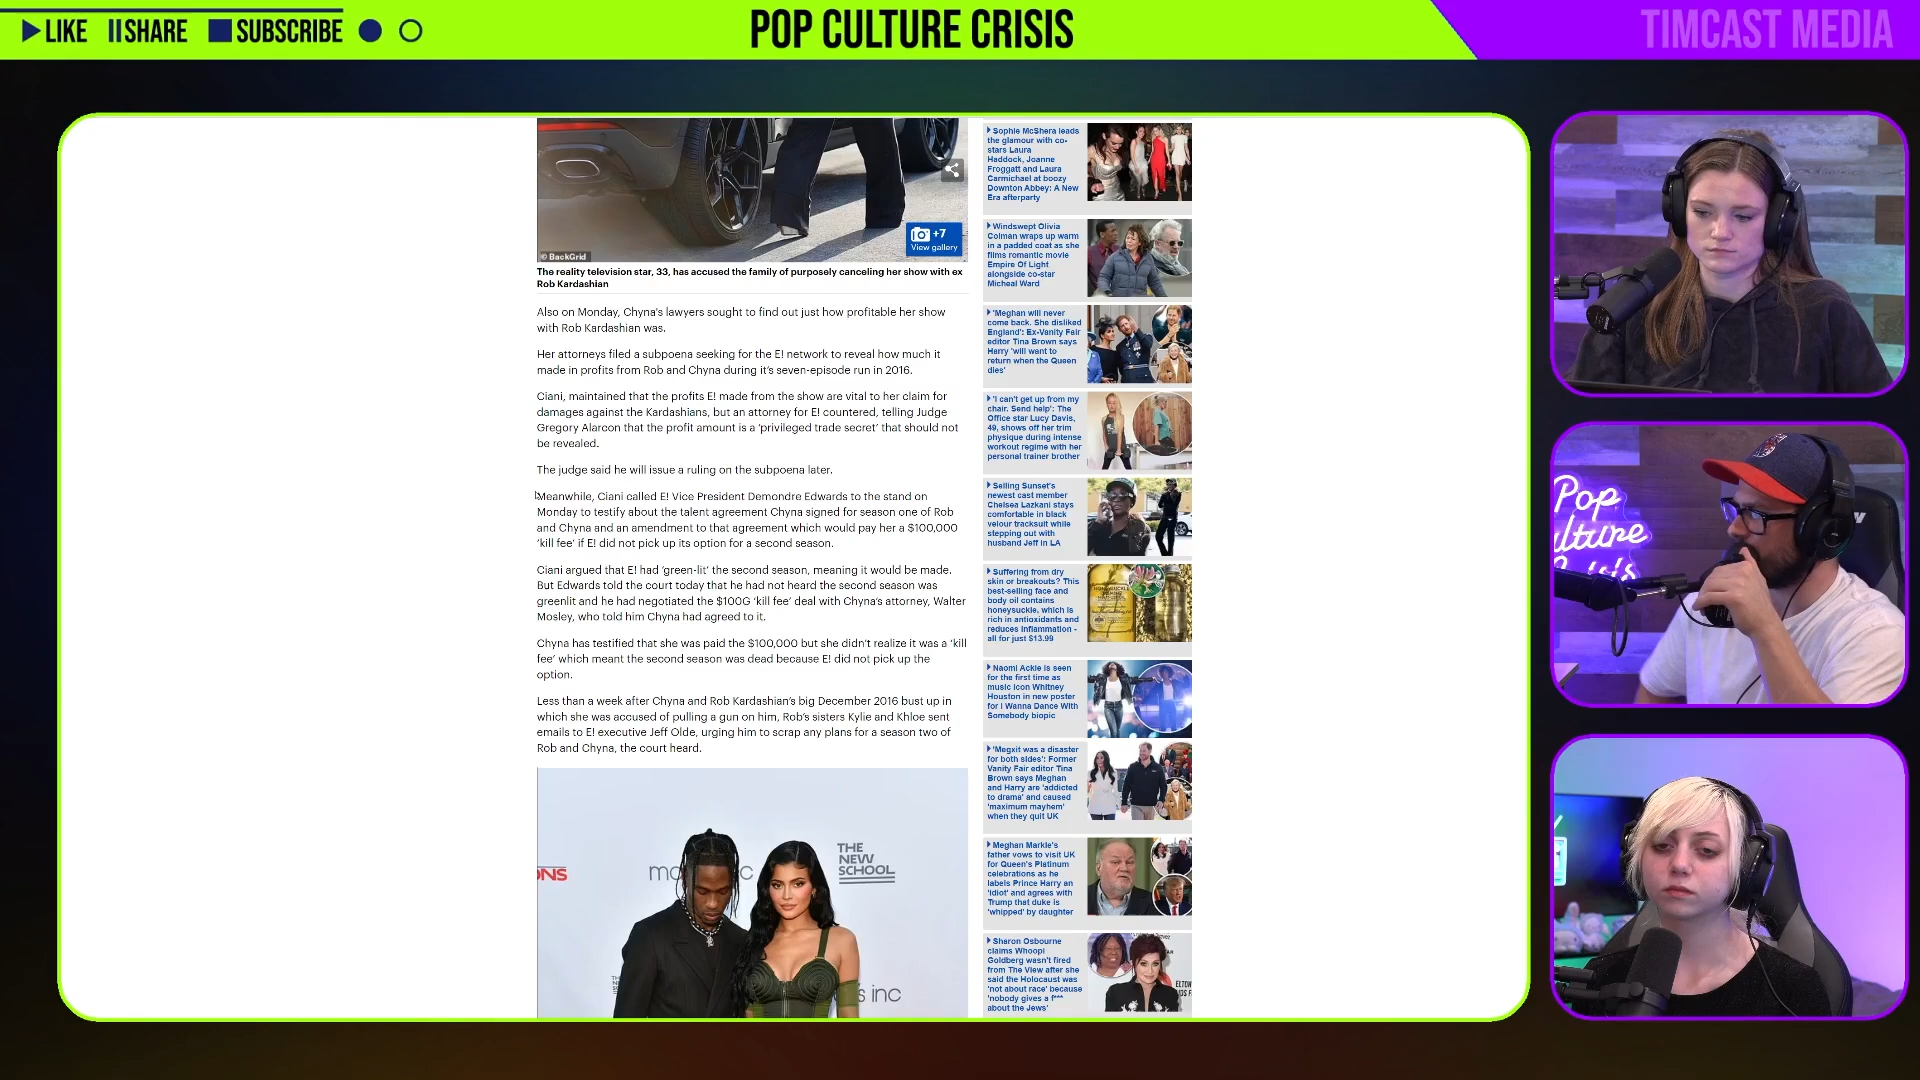 LIKE SHARE SUBSCRIBE
POP CULTURE CRISIS
TIMCAST MEDIA
+7
View gallery
© BackGrid
The reality television star, 33, has accused the family of purposely canceling her show with ex
Rob Kardashian
Also on Monday, Chyna's lawyers sought to find out just how profitable her show
with Rob Kardashian was.
Her attorneys filed a subpoena seeking for the E! network to reveal how much it
made in profits from Rob and Chyna during it's seven-episode run in 2016.
Ciani, maintained that the profits E! made from the show are vital to her claim for
damages against the Kardashians, but an attorney for E! countered, telling Judge
Gregory Alarcon that the profit amount is a 'privileged trade secret' that should not
be revealed.
The judge said he will issue a ruling on the subpoena later.
Meanwhile, Ciani called E! Vice President Demondre Edwards to the stand on
Monday to testify about the talent agreement Chyna signed for season one of Rob
and Chyna and an amendment to that agreement which would pay her a $100,000
'kill fee' if E! did not pick up its option for a second season.
Ciani argued that E! had 'green-lit' the second season, meaning it would be made.
But Edwards told the court today that he had not heard the second season was
greenlit and he had negotiated the $100G 'kill fee' deal with Chyna's attorney, Walter
Mosley, who told him Chyna had agreed to it.
Chyna has testified that she was paid the $100,000 but she didn't realize it was a 'kill
fee' which meant the second season was dead because E! did not pick up the
option.
Less than a week after Chyna and Rob Kardashian's big December 2016 bust up in
which she was accused of pulling a gun on him, Rob's sisters Kylie and Khloe sent
emails to E! executive Jeff Olde, urging him to scrap any plans for a season two of
Rob and Chyna, the court heard.
THE
NEW
SCHOOL
ONS
s inc
Sophie McShera leads
the glamour with co-
stars Laura
Haddock, Joanne
Froggatt and Laura
Carmichael at boozy
Downton Abbey: A New
Era afterparty
Windswept Olivia
Colman wraps up warm
in a padded coat as she
films romantic movie
Empire Of Light
alongside co-star
Micheal Ward
'Meghan will never
come back. She disliked
England': Ex-Vanity Fair
editor Tina Brown says
Harry 'will want to
return when the Queen
dies'
'I can't get up from my
chair. Send help': The
Office star Lucy Davis,
49, shows off her trim
physique during intense
workout regime with her
personal trainer brother
Selling Sunset's
newest cast member
Chelsea Lazkani stays
comfortable in black
velour tracksuit while
stepping out with
husband Jeff in LA
Suffering from dry
skin or breakouts? This
best-selling face and
body oil contains
honeysuckle, which is
rich in antioxidants and
reduces inflammation -
all for just $13.99
Naomi Ackie is seen
for the first time as
music icon Whitney
Houston in new poster
for I Wanna Dance With
Somebody biopic
'Megxit was a disaster
for both sides': Former
Vanity Fair editor Tina
Brown says Meghan
and Harry are 'addicted
to drama' and caused
'maximum mayhem'
when they quit UK
Meghan Markle's
father vows to visit UK
for Queen's Platinum
celebrations as he
labels Prince Harry an
'idiot' and agrees with
Trump that duke is
'whipped' by daughter
Sharon Osbourne
claims Whoopi
Goldberg wasn't fired
from The View after she
said the Holocaust was
'not about race' because
'nobody gives a f***
about the Jews'
Pop